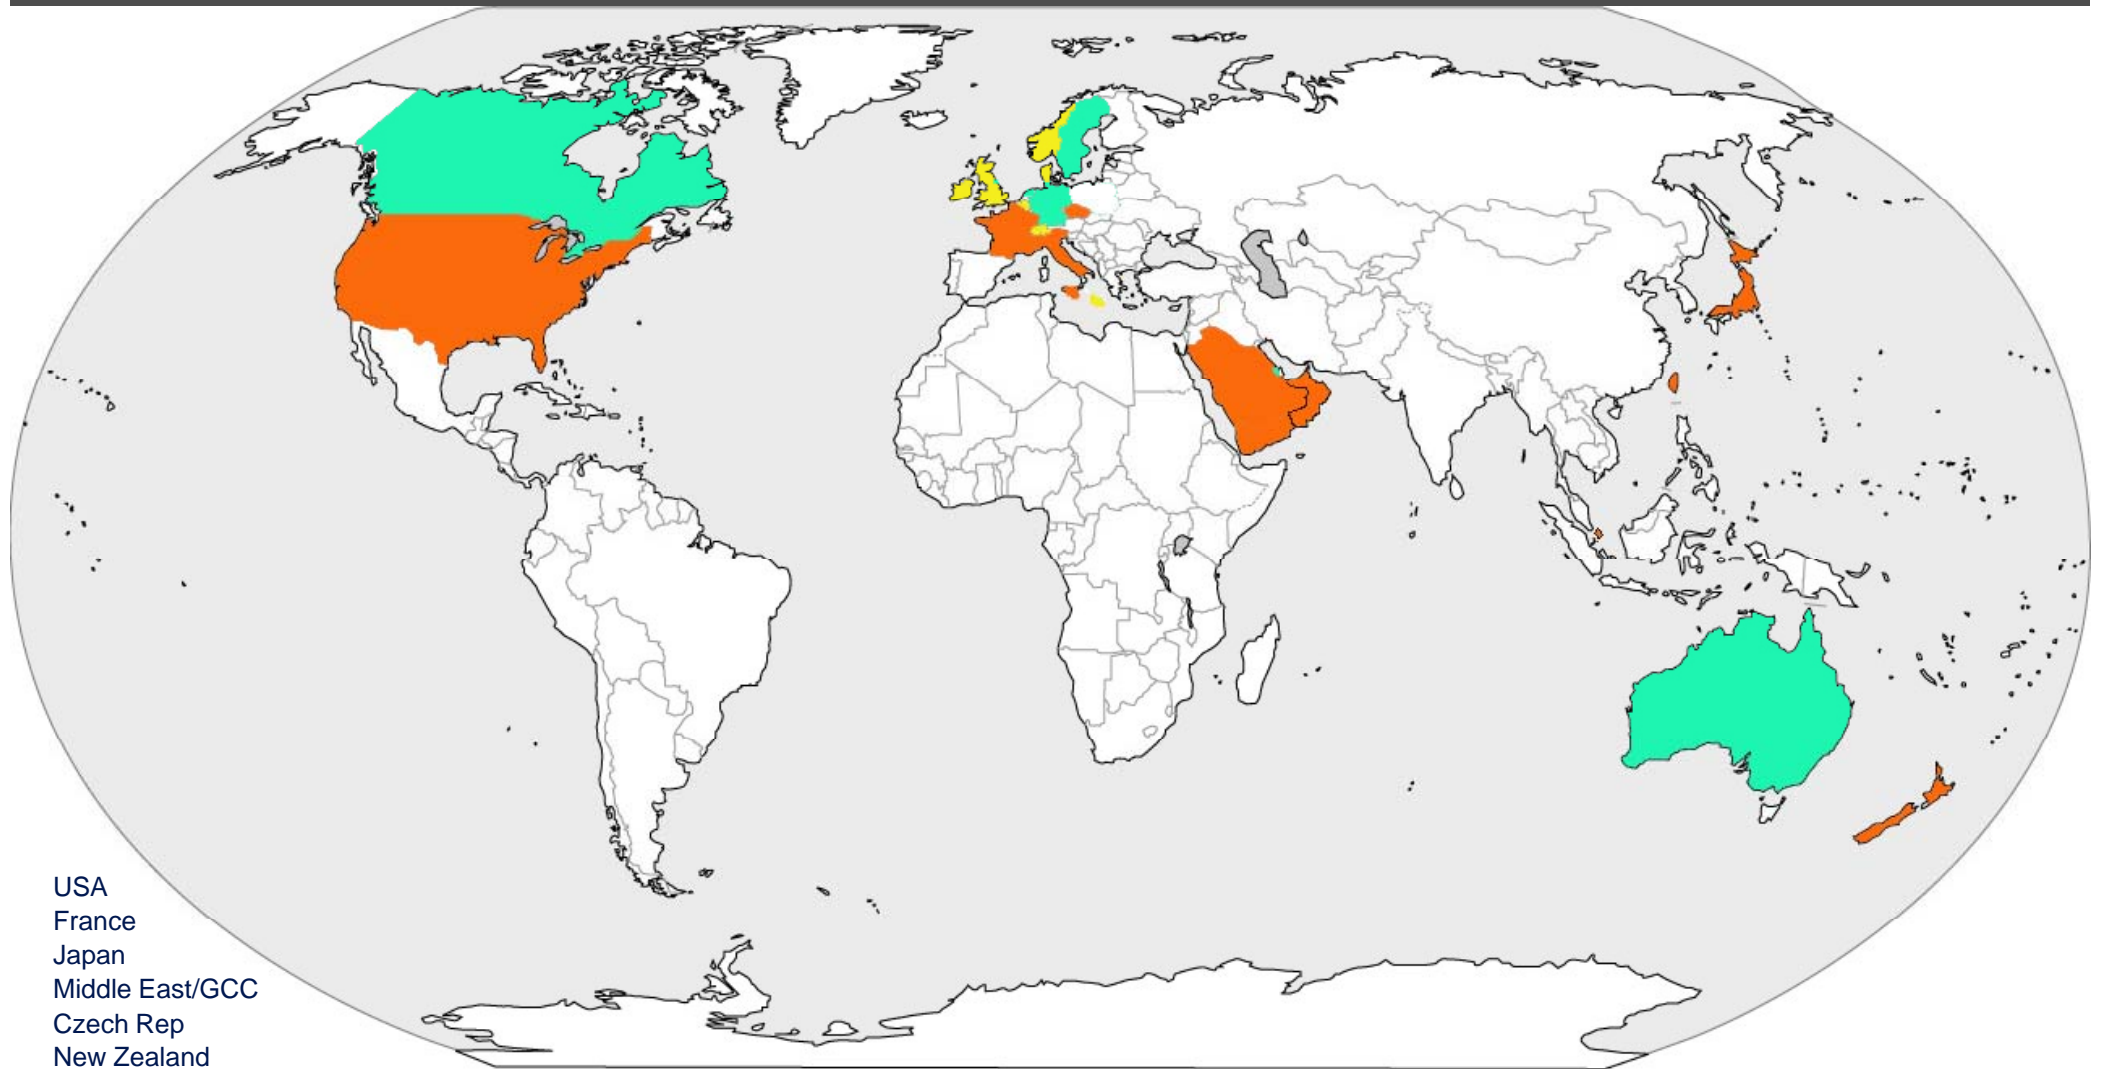 USA
France
Japan
Middle East/GCC
Czech Rep
New Zealand